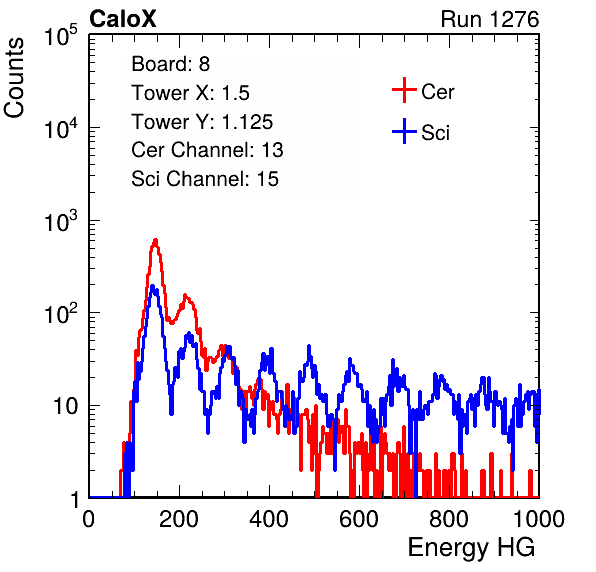 CaloX Run 1276
Counts
Board: 8
Tower X: 1.5
Tower Y: 1.125
Cer Channel: 13
Sci Channel: 15
Cer
Sci
10^5
10^4
10^3
10^2
10
1
0 200 400 600 800 1000
Energy HG